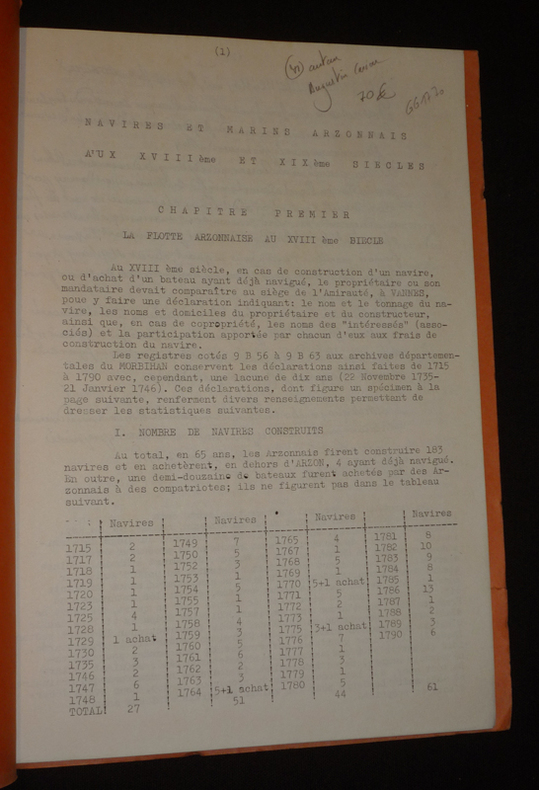 (1)
autan
Augustin
70€
GG1270
NAVIRES ET MARINS ARZONNAIS
AUX XVIIIème ET XIXème SIECLES
CHAPITRE PREMIER
LA FLOTTE ARZONNAISE AU XVIII ème SIECLE
Au XVIII ème siècle, en cas de construction d'un navire,
ou d'achat d'un bateau ayant déjà navigué, le propriétaire ou son
mandataire devait comparaître au siège de l'Amirauté, à VANNES,
pour y faire une déclaration indiquant: le nom et le tonnage du na-
vire, les noms et domiciles du propriétaire et du constructeur,
ainsi que, en cas de copropriété, les noms des "intéressés" (asso-
ciés) et la participation apportée par chacun d'eux aux frais de
construction du navire.
Les registres cotés 9 B 56 à 9 B 63 aux archives départemen-
tales du MORBIHAN conservent les déclarations ainsi faites de 1715
à 1790 avec, cependant, une lacune de dix ans (22 Novembre 1735-
21 Janvier 1746). Ces déclarations, dont figure un spécimen à la
page suivante, renferment divers renseignements permettant de
dresser les statistiques suivantes.
I. NOMBRE DE NAVIRES CONSTRUITS
Au total, en 65 ans, les Arzonnais firent construire 183
navires et en achetèrent, en dehors d'ARZON, 4 ayant déjà navigué.
En outre, une demi-douzaine de bateaux furent achetés par des Ar-
zonnais à des compatriotes; ils ne figurent pas dans le tableau
suivant.
Navires Navires Navires Navires
1715 2 1749 7 1765 4 1781 8
1717 2 1750 5 1767 1 1782 10
1718 1 1752 3 1768 5 1783 9
1719 1 1753 1 1769 1 1784 8
1720 1 1754 5 1770 5+1 achat 1785 1
1723 1 1755 1 1771 5 1786 13
1725 4 1757 1 1772 2 1787 1
1728 1 1758 4 1773 1 1788 2
1729 1 achat 1759 3 1775 3+1 achat 1789 3
1730 2 1760 5 1776 7 1790 6
1735 3 1761 6 1777 1
1746 2 1762 2 1778 3
1747 6 1763 3 1779 1
1748 1 1764 5+1 achat 1780 5
TOTAL 27 51 44 61